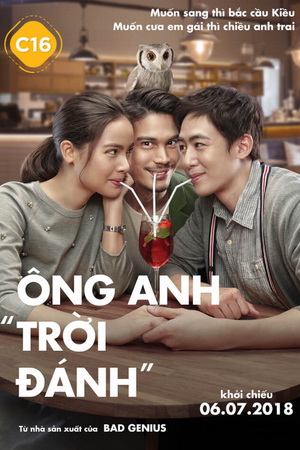 C16
Muốn sang thì bắc cầu Kiều
Muốn cưa em gái thì chiều anh trai
ÔNG ANH
“TRỜI
ĐÁNH”
khởi chiếu
06.07.2018
Từ nhà sản xuất của BAD GENIUS